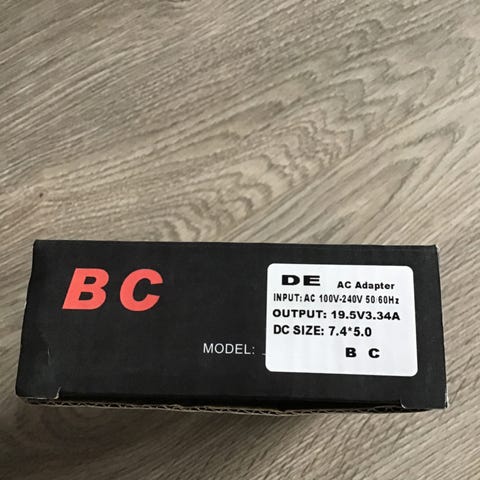 BC
MODEL:
DE AC Adapter
INPUT: AC 100V-240V 50/60Hz
OUTPUT: 19.5V3.34A
DC SIZE: 7.4*5.0
B C